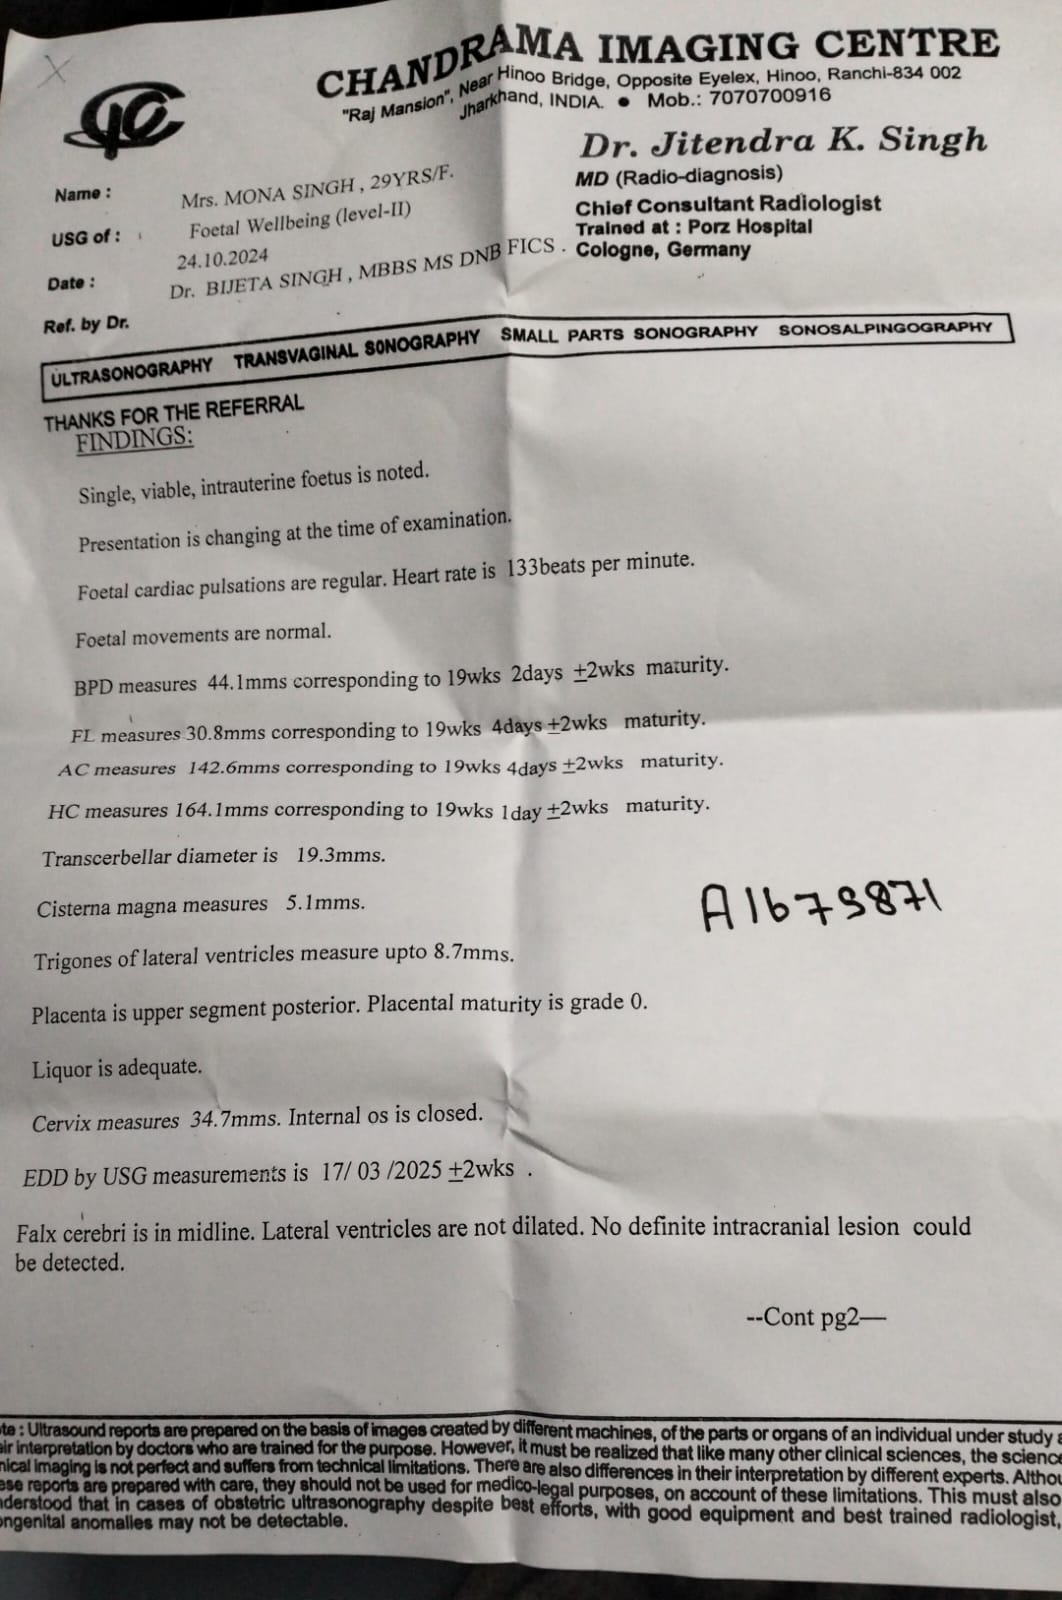 CHANDRAMA IMAGING CENTRE
"Raj Mansion", Near Hinoo Bridge, Opposite Eyelex, Hinoo, Ranchi-834 002
Jharkhand, INDIA. ● Mob.: 7070700916
Dr. Jitendra K. Singh
MD (Radio-diagnosis)
Chief Consultant Radiologist
Trained at : Porz Hospital
Cologne, Germany
Name : Mrs. MONA SINGH , 29YRS/F.
USG of : Foetal Wellbeing (level-II)
Date : 24.10.2024
Ref. by Dr. Dr. BIJETA SINGH , MBBS MS DNB FICS .
ULTRASONOGRAPHY TRANSVAGINAL SONOGRAPHY SMALL PARTS SONOGRAPHY SONOSALPINGOGRAPHY
THANKS FOR THE REFERRAL
FINDINGS:
Single, viable, intrauterine foetus is noted.
Presentation is changing at the time of examination.
Foetal cardiac pulsations are regular. Heart rate is 133beats per minute.
Foetal movements are normal.
BPD measures 44.1mms corresponding to 19wks 2days ±2wks maturity.
FL measures 30.8mms corresponding to 19wks 4days ±2wks maturity.
AC measures 142.6mms corresponding to 19wks 4days ±2wks maturity.
HC measures 164.1mms corresponding to 19wks 1day ±2wks maturity.
Transcerbellar diameter is 19.3mms.
Cisterna magna measures 5.1mms.
A1679871
Trigones of lateral ventricles measure upto 8.7mms.
Placenta is upper segment posterior. Placental maturity is grade 0.
Liquor is adequate.
Cervix measures 34.7mms. Internal os is closed.
EDD by USG measurements is 17/ 03 /2025 ±2wks .
Falx cerebri is in midline. Lateral ventricles are not dilated. No definite intracranial lesion could
be detected.
--Cont pg2—
te : Ultrasound reports are prepared on the basis of images created by different machines, of the parts or organs of an individual under study
eir interpretation by doctors who are trained for the purpose. However, it must be realized that like many other clinical sciences, the science
nical imaging is not perfect and suffers from technical limitations. There are also differences in their interpretation by different experts. Althou
ese reports are prepared with care, they should not be used for medico-legal purposes, on account of these limitations. This must also
nderstood that in cases of obstetric ultrasonography despite best efforts, with good equipment and best trained radiologist,
ongenital anomalies may not be detectable.